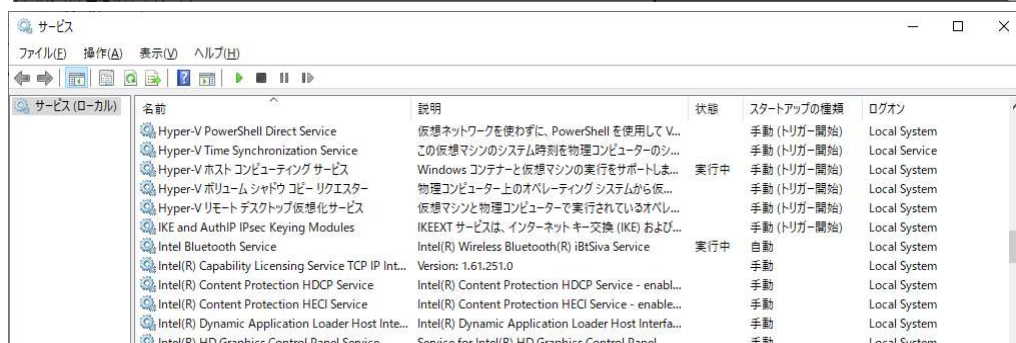 サービス
ファイル(F) 操作(A) 表示(V) ヘルプ(H)
サービス (ローカル)
名前 説明 状態 スタートアップの種類 ログオン
Hyper-V PowerShell Direct Service 仮想ネットワークを使わずに、PowerShell を使用して V... 手動 (トリガー開始) Local System
Hyper-V Time Synchronization Service この仮想マシンのシステム時刻を物理コンピューターのシ... 手動 (トリガー開始) Local Service
Hyper-V ホスト コンピューティング サービス Windows コンテナーと仮想マシンの実行をサポートしま... 実行中 手動 (トリガー開始) Local System
Hyper-V ボリューム シャドウ コピー リクエスター 物理コンピューター上のオペレーティング システムから仮... 手動 (トリガー開始) Local System
Hyper-V リモート デスクトップ仮想化サービス 仮想マシンと物理コンピューターで実行されているオペレ... 手動 (トリガー開始) Local System
IKE and AuthIP IPsec Keying Modules IKEEXT サービスは、インターネット キー交換 (IKE) および... 手動 (トリガー開始) Local System
Intel Bluetooth Service Intel(R) Wireless Bluetooth(R) iBtSiva Service 実行中 自動 Local System
Intel(R) Capability Licensing Service TCP IP Int... Version: 1.61.251.0 手動 Local System
Intel(R) Content Protection HDCP Service Intel(R) Content Protection HDCP Service - enabl... 手動 Local System
Intel(R) Content Protection HECI Service Intel(R) Content Protection HECI Service - enable... 手動 Local System
Intel(R) Dynamic Application Loader Host Inte... Intel(R) Dynamic Application Loader Host Interfa... 手動 Local System
Intel(R) HD Graphics Control Panel Service Service for Intel(R) HD Graphics Control Panel 手動 Local System